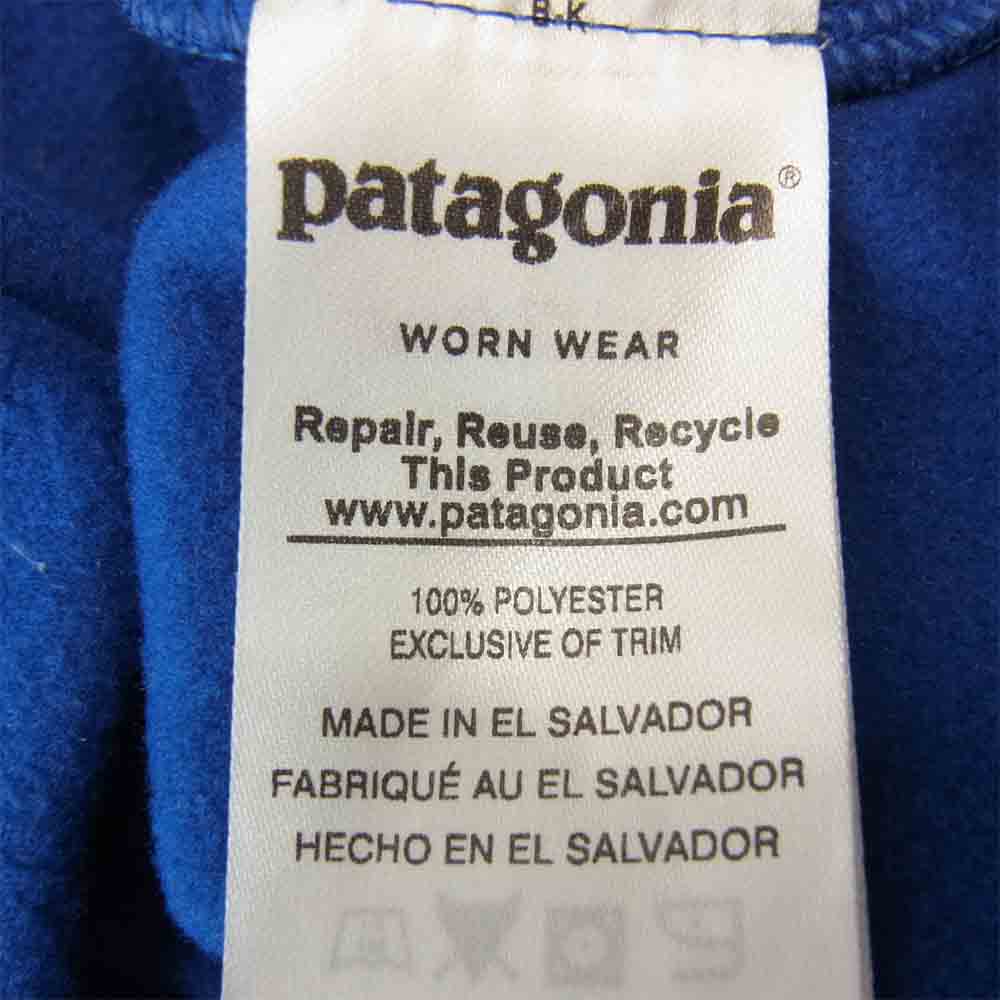 B-K
patagonia®
WORN WEAR
Repair, Reuse, Recycle
This Product
www.patagonia.com
100% POLYESTER
EXCLUSIVE OF TRIM
MADE IN EL SALVADOR
FABRIQUÉ AU EL SALVADOR
HECHO EN EL SALVADOR